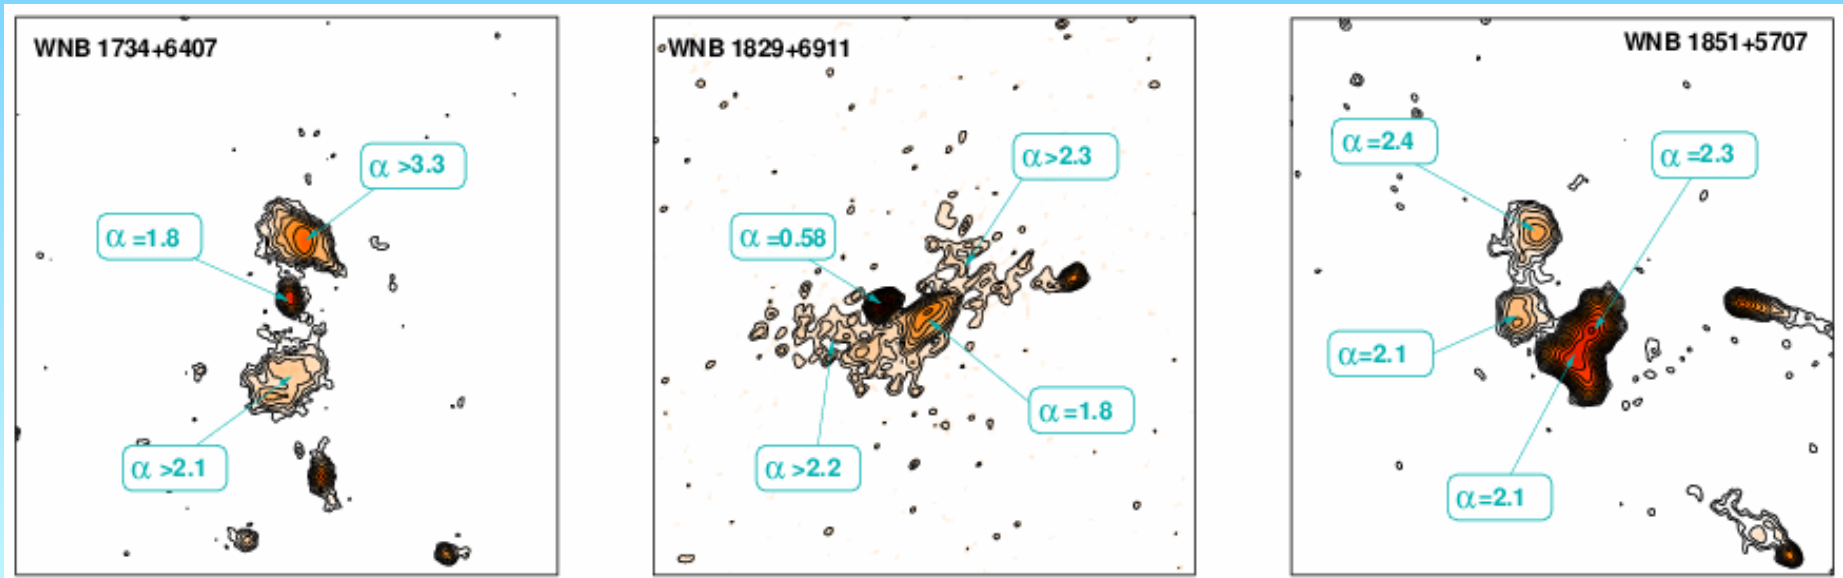 WNB 1734+6407
α >3.3
α =1.8
α >2.1
WNB 1829+6911
α>2.3
α =0.58
α =1.8
α >2.2
WNB 1851+5707
α =2.4
α =2.3
α=2.1
α =2.1